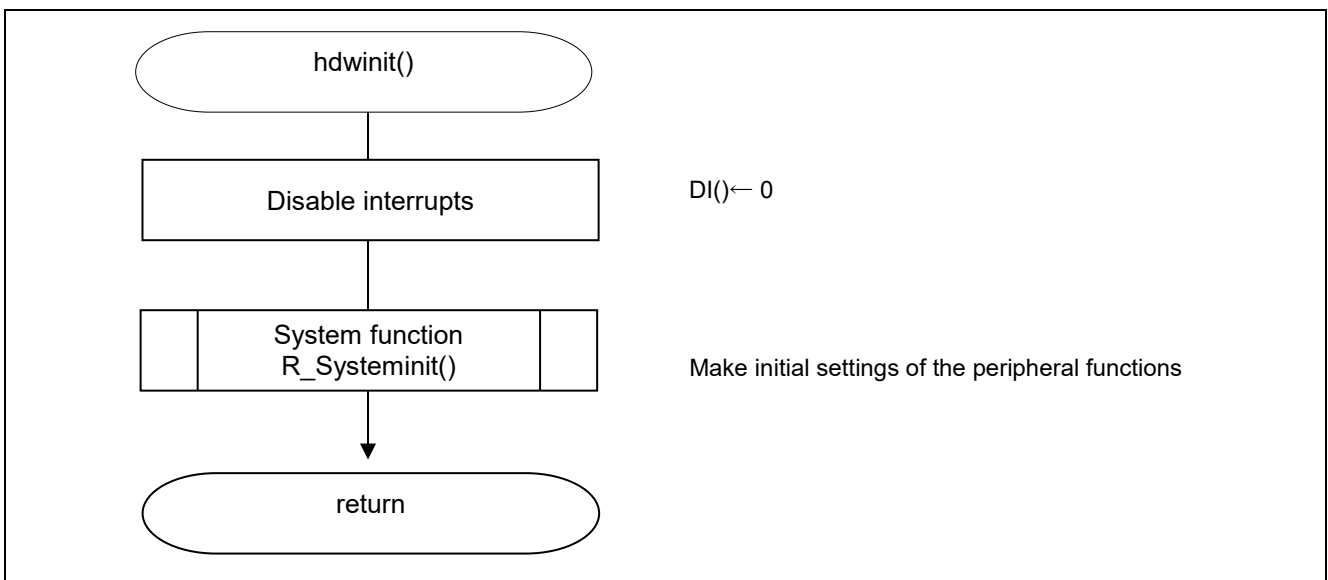 hdwinit()
Disable interrupts
DI()← 0
System function
R_Systeminit()
Make initial settings of the peripheral functions
return